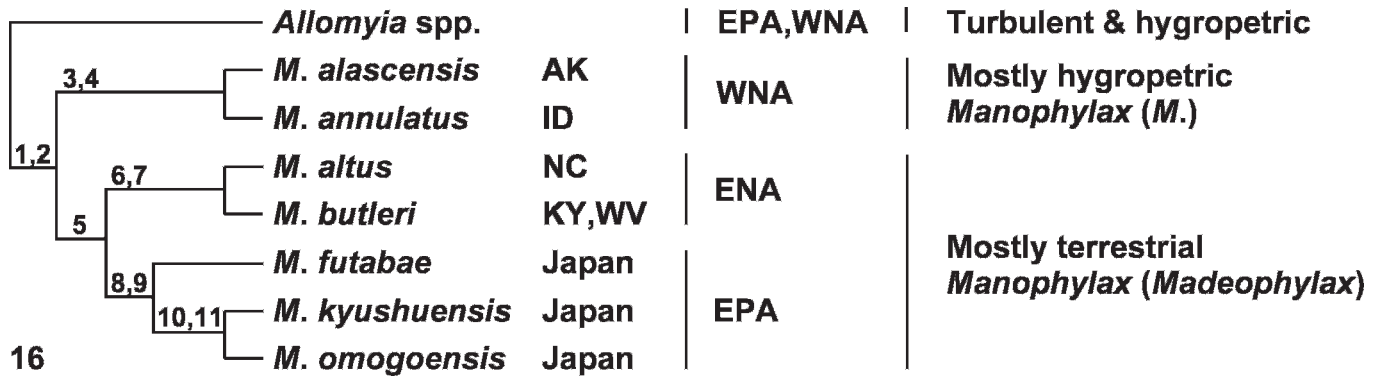 Allomyia spp. EPA,WNA Turbulent & hygropetric
3,4 M. alascensis AK WNA Mostly hygropetric
M. annulatus ID Manophylax (M.)
1,2
6,7 M. altus NC ENA
5 M. butleri KY,WV
Mostly terrestrial
8,9 M. futabae Japan Manophylax (Madeophylax)
10,11 M. kyushuensis Japan EPA
16 M. omogoensis Japan